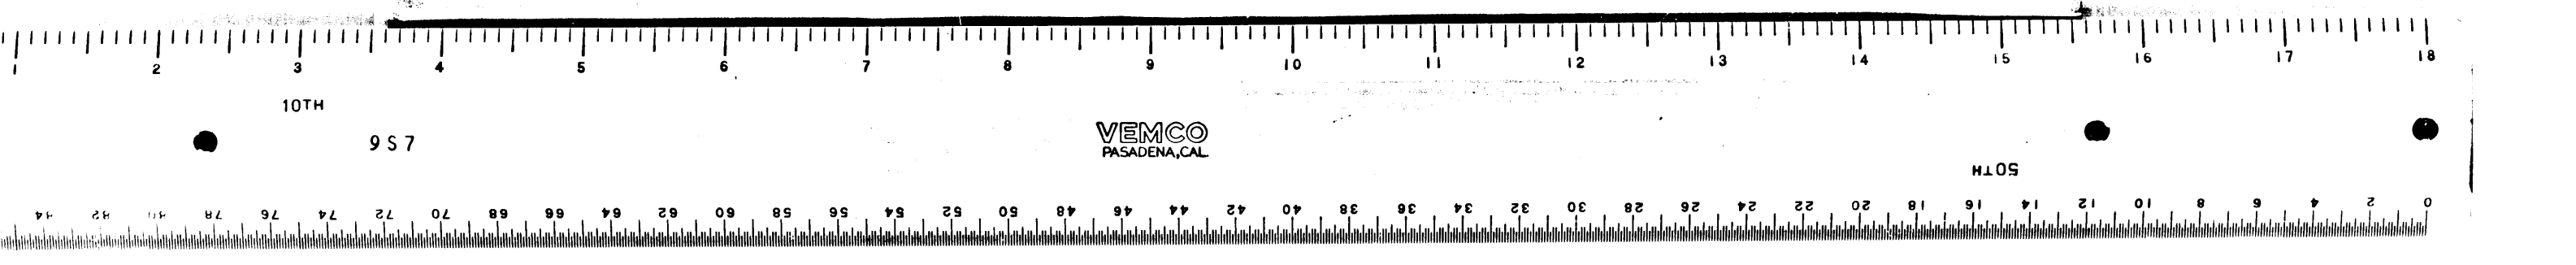 1 2 3 4 5 6 7 8 9 10 11 12 13 14 15 16 17 18
10TH
9S7
VEMCO
PASADENA, CAL.
50TH
84 82 80 78 76 74 72 70 68 66 64 62 60 58 56 54 52 50 48 46 44 42 40 38 36 34 32 30 28 26 24 22 20 18 16 14 12 10 8 6 4 2 0